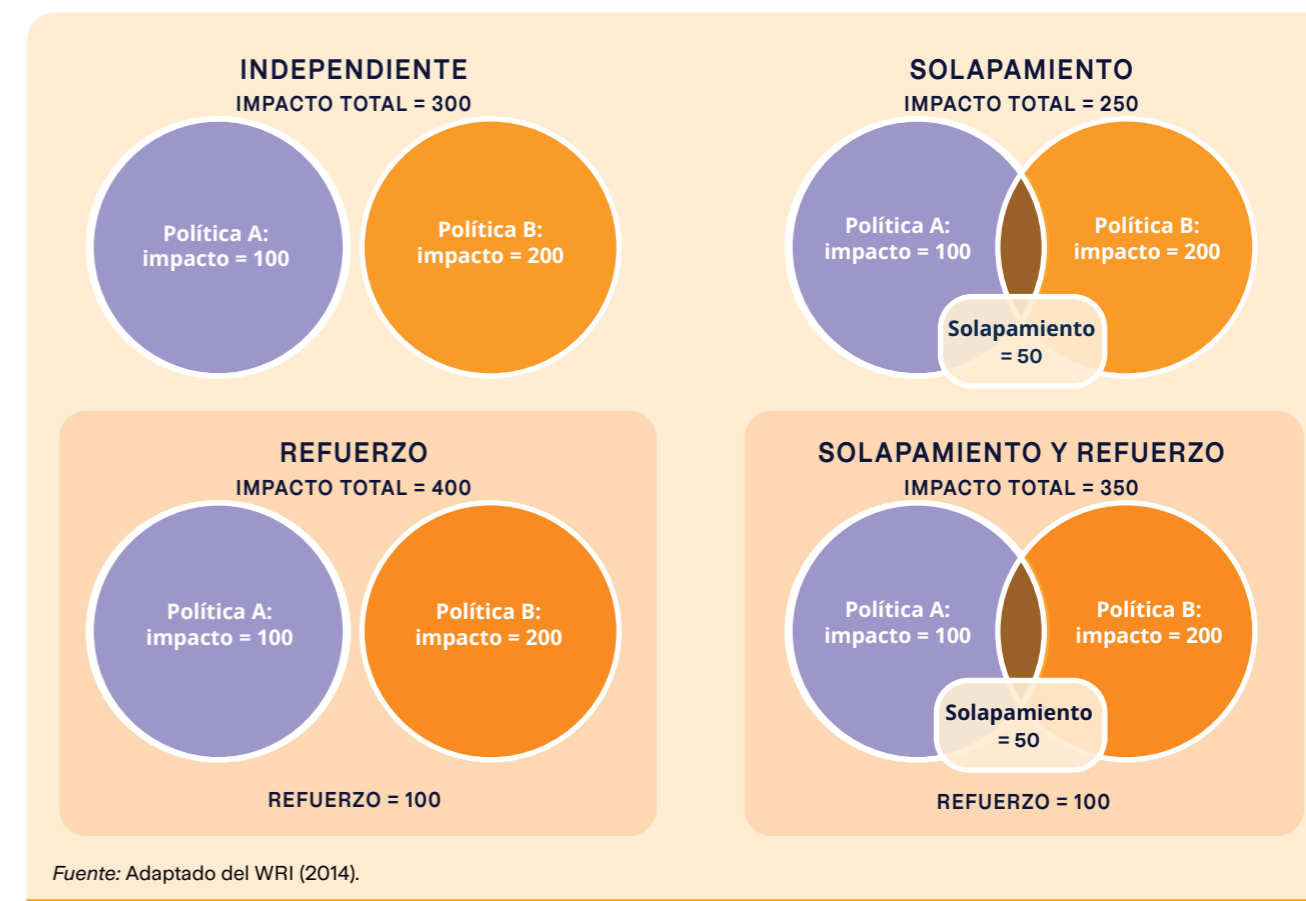 INDEPENDIENTE
IMPACTO TOTAL = 300
Política A:
impacto = 100
Política B:
impacto = 200
SOLAPAMIENTO
IMPACTO TOTAL = 250
Política A:
impacto = 100
Política B:
impacto = 200
Solapamiento
= 50
REFUERZO
IMPACTO TOTAL = 400
Política A:
impacto = 100
Política B:
impacto = 200
REFUERZO = 100
SOLAPAMIENTO Y REFUERZO
IMPACTO TOTAL = 350
Política A:
impacto = 100
Política B:
impacto = 200
Solapamiento
= 50
REFUERZO = 100
Fuente: Adaptado del WRI (2014).